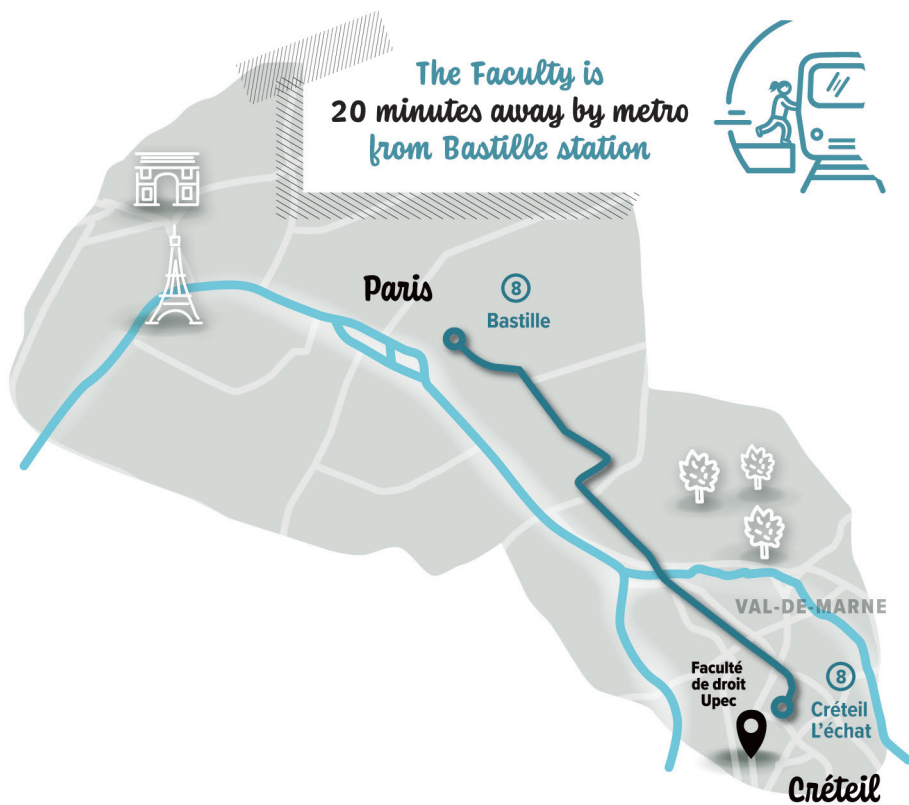 The Faculty is
20 minutes away by metro
from Bastille station
Paris
8
Bastille
VAL-DE-MARNE
Faculté
de droit
Upec
8
Créteil
L'échat
Créteil